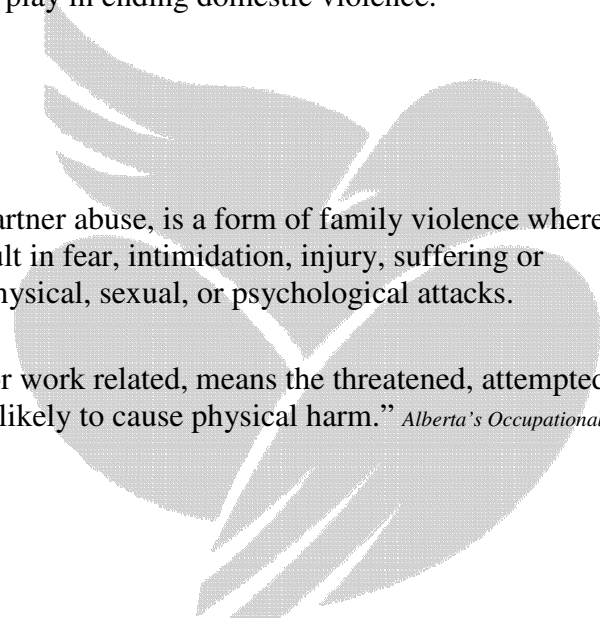 play in ending domestic violence.
artner abuse, is a form of family violence where
ult in fear, intimidation, injury, suffering or
hysical, sexual, or psychological attacks.
or work related, means the threatened, attempted
likely to cause physical harm.” Alberta’s Occupational